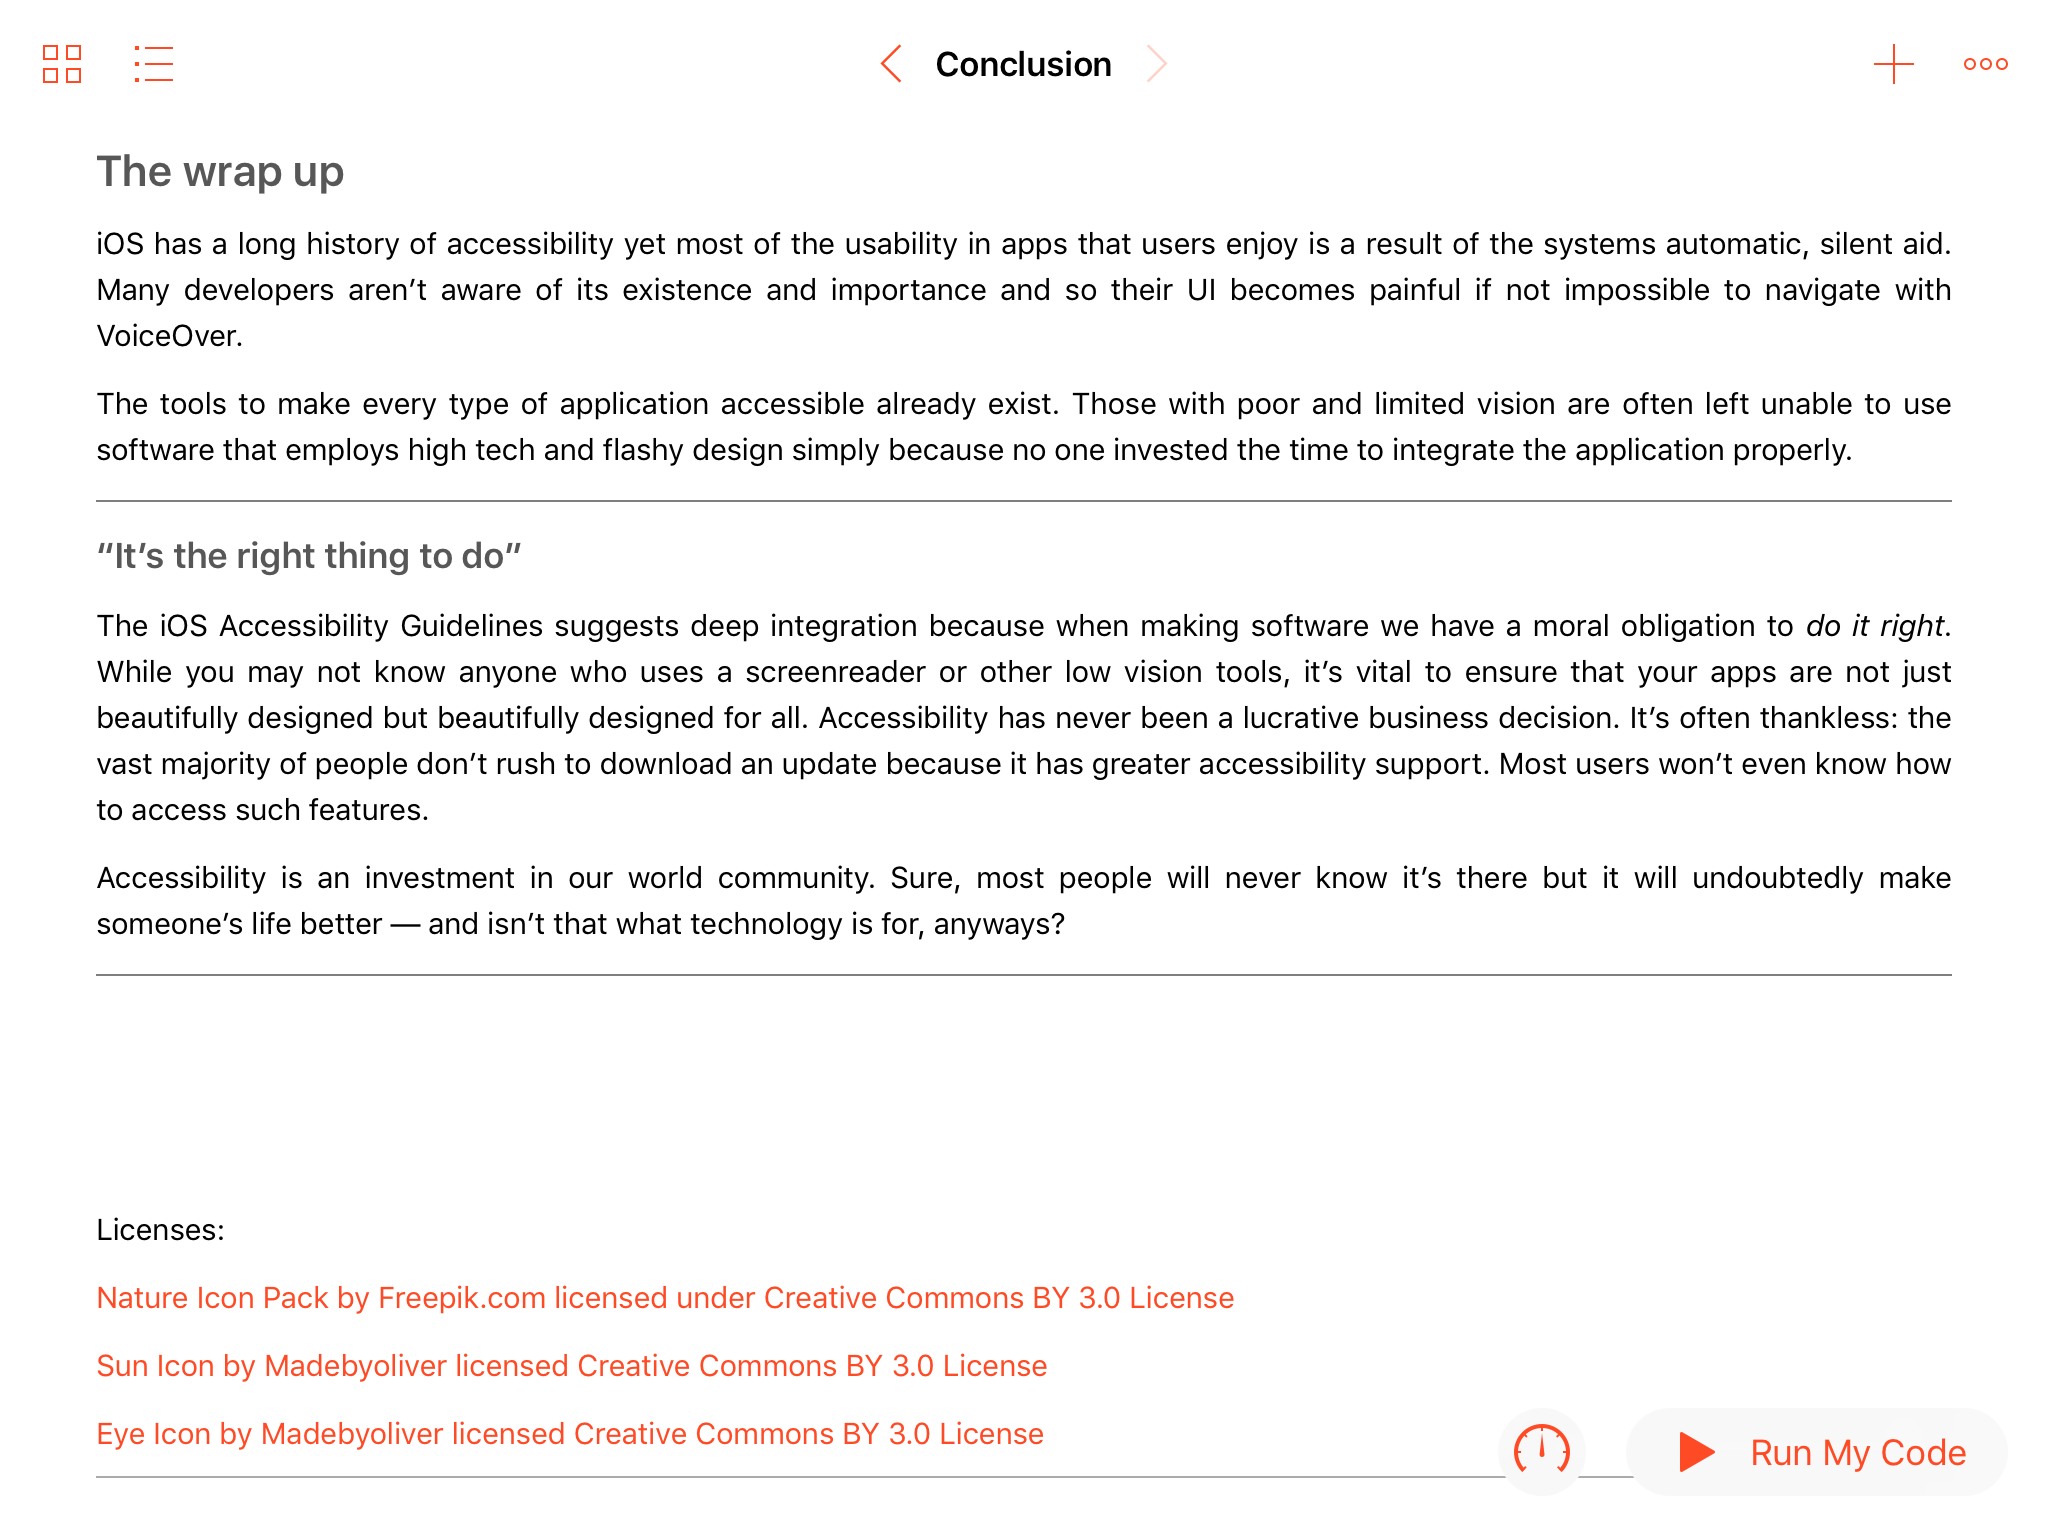 Conclusion
The wrap up
iOS has a long history of accessibility yet most of the usability in apps that users enjoy is a result of the systems automatic, silent aid.
Many developers aren’t aware of its existence and importance and so their UI becomes painful if not impossible to navigate with
VoiceOver.
The tools to make every type of application accessible already exist. Those with poor and limited vision are often left unable to use
software that employs high tech and flashy design simply because no one invested the time to integrate the application properly.
“It’s the right thing to do”
The iOS Accessibility Guidelines suggests deep integration because when making software we have a moral obligation to do it right.
While you may not know anyone who uses a screenreader or other low vision tools, it’s vital to ensure that your apps are not just
beautifully designed but beautifully designed for all. Accessibility has never been a lucrative business decision. It’s often thankless: the
vast majority of people don’t rush to download an update because it has greater accessibility support. Most users won’t even know how
to access such features.
Accessibility is an investment in our world community. Sure, most people will never know it’s there but it will undoubtedly make
someone’s life better — and isn’t that what technology is for, anyways?
Licenses:
Nature Icon Pack by Freepik.com licensed under Creative Commons BY 3.0 License
Sun Icon by Madebyoliver licensed Creative Commons BY 3.0 License
Eye Icon by Madebyoliver licensed Creative Commons BY 3.0 License
Run My Code